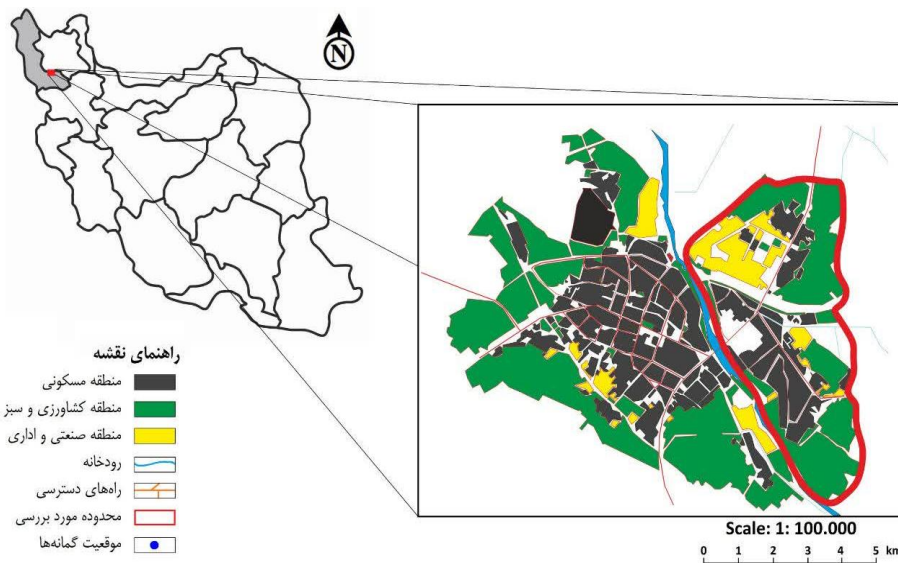 N
راهنمای نقشه
منطقه مسکونی
منطقه کشاورزی و سبز
منطقه صنعتی و اداری
رودخانه
راه‌های دسترسی
محدوده مورد بررسی
موقعیت گمانه‌ها
Scale: 1: 100.000
0 1 2 3 4 5 km